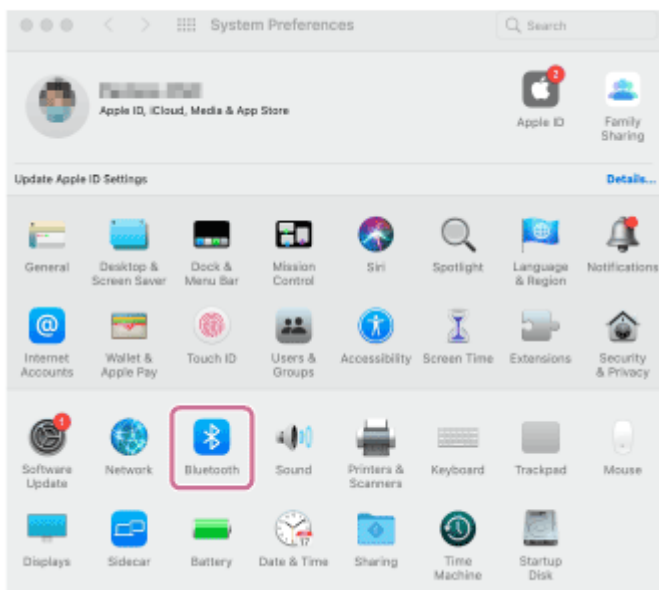 System Preferences
Search
Apple ID, iCloud, Media & App Store
2
Apple ID
Family
Sharing
Update Apple ID Settings
Details...
General
Desktop &
Screen Saver
Dock &
Menu Bar
Mission
Control
Siri
Spotlight
Language
& Region
Notifications
@
Internet
Accounts
Wallet &
Apple Pay
Touch ID
Users &
Groups
Accessibility
Screen Time
Extensions
Security
& Privacy
1
Software
Update
Network
Bluetooth
Sound
Printers &
Scanners
Keyboard
Trackpad
Mouse
Displays
Sidecar
Battery
17
Date & Time
Sharing
Time
Machine
Startup
Disk